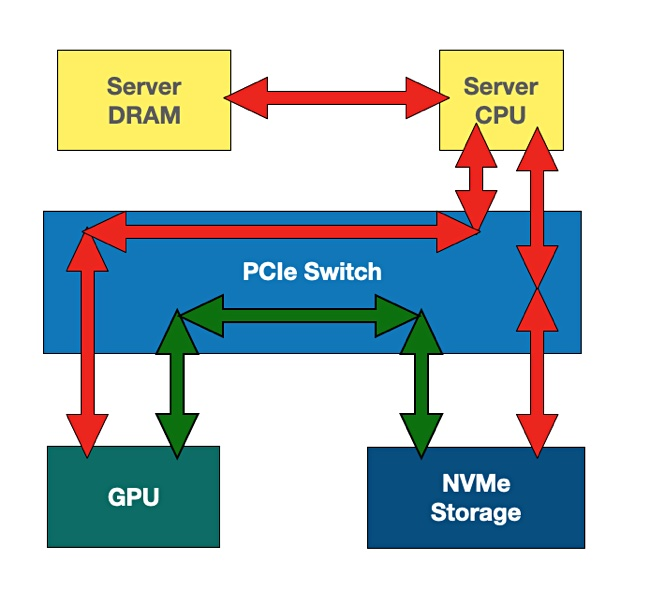 Server
DRAM
Server
CPU
PCIe Switch
GPU
NVMe
Storage